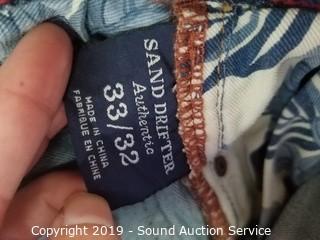 SAND DRIFTER
Authentic
33/32
MADE IN CHINA
FABRIQUE EN CHINE
Copyright 2019 - Sound Auction Service